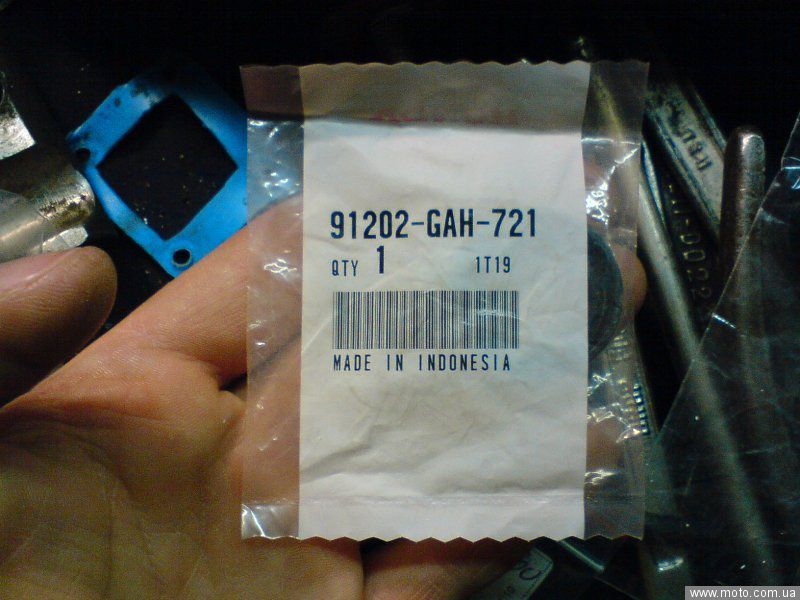 91202-GAH-721
QTY 1 1T19
MADE IN INDONESIA
www.moto.com.ua